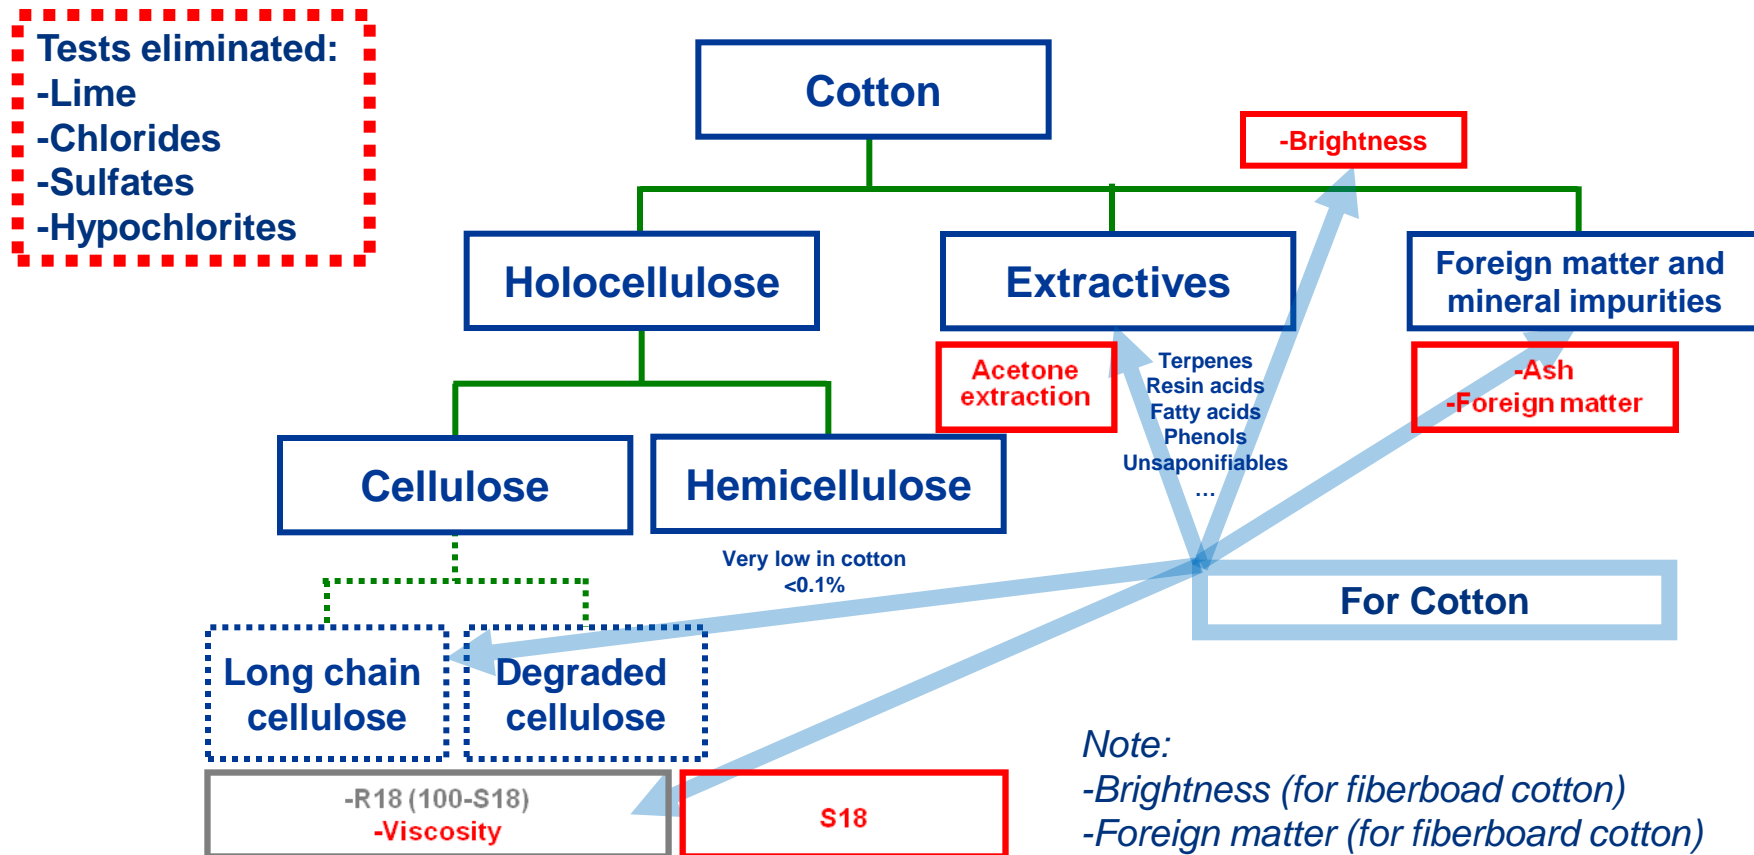 Tests eliminated:
-Lime
-Chlorides
-Sulfates
-Hypochlorites
Cotton
-Brightness
Holocellulose
Extractives
Foreign matter and
mineral impurities
Acetone
extraction
Terpenes
Resin acids
Fatty acids
Phenols
Unsaponifiables
...
-Ash
-Foreign matter
Cellulose
Hemicellulose
Very low in cotton
<0.1%
For Cotton
Long chain
cellulose
Degraded
cellulose
-R18 (100-S18)
-Viscosity
S18
Note:
-Brightness (for fiberboad cotton)
-Foreign matter (for fiberboard cotton)